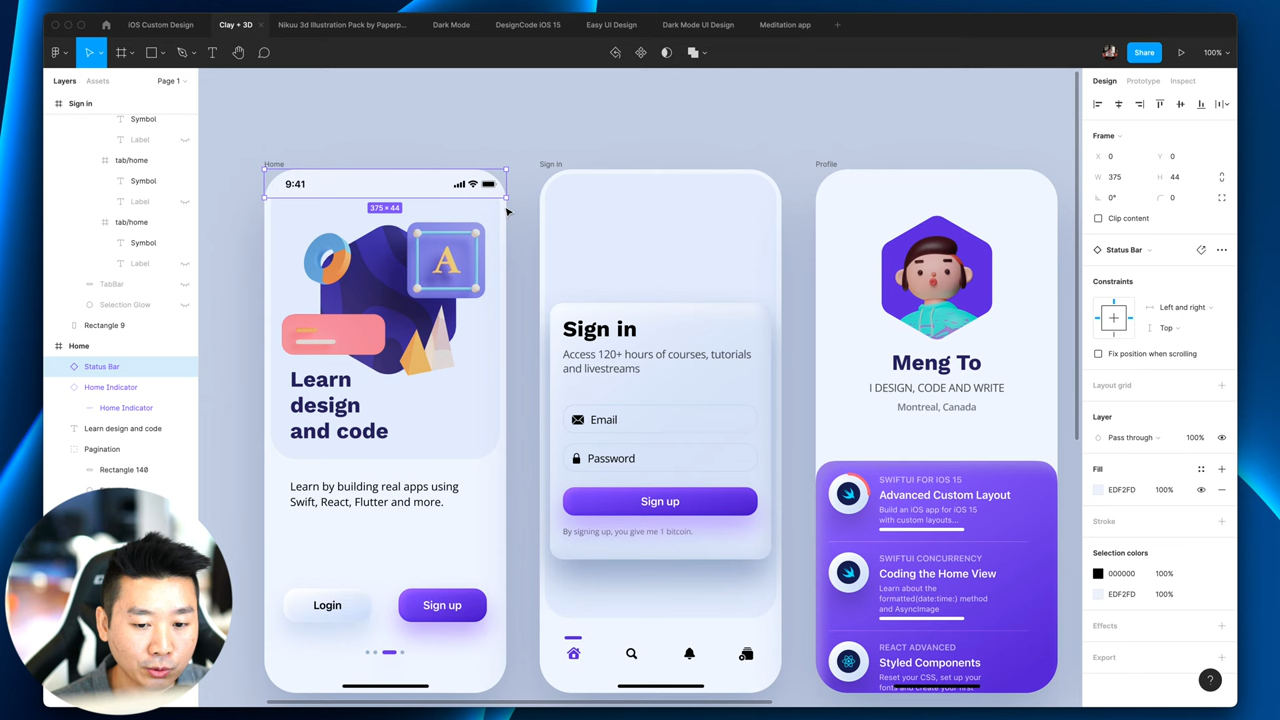 iOS Custom Design
Clay + 3D
Nikuu 3d Illustration Pack by Paperp...
Dark Mode
DesignCode iOS 15
Easy UI Design
Dark Mode UI Design
Meditation app
Share
100%
Layers
Assets
Page 1
Sign in
Symbol
Label
tab/home
Symbol
Label
tab/home
Symbol
Label
TabBar
Selection Glow
Rectangle 9
Home
Status Bar
Home Indicator
Home Indicator
Learn design and code
Pagination
Rectangle 140
Home
9:41
375 × 44
A
Learn
design
and code
Learn by building real apps using
Swift, React, Flutter and more.
Login
Sign up
Sign in
Sign in
Access 120+ hours of courses, tutorials
and livestreams
Email
Password
Sign up
By signing up, you give me 1 bitcoin.
Profile
Meng To
I DESIGN, CODE AND WRITE
Montreal, Canada
SWIFTUI FOR IOS 15
Advanced Custom Layout
Build an iOS app for iOS 15
with custom layouts...
SWIFTUI CONCURRENCY
Coding the Home View
Learn about the
formatted(date:time:) method
and AsyncImage
REACT ADVANCED
Styled Components
Reset your CSS, set up your
fonts and create your first
Design
Prototype
Inspect
Frame
X 0
Y 0
W 375
H 44
0°
0
Clip content
Status Bar
Constraints
Left and right
Top
Fix position when scrolling
Layout grid
Layer
Pass through
100%
Fill
EDF2FD 100%
Stroke
Selection colors
000000 100%
EDF2FD 100%
Effects
Export
?